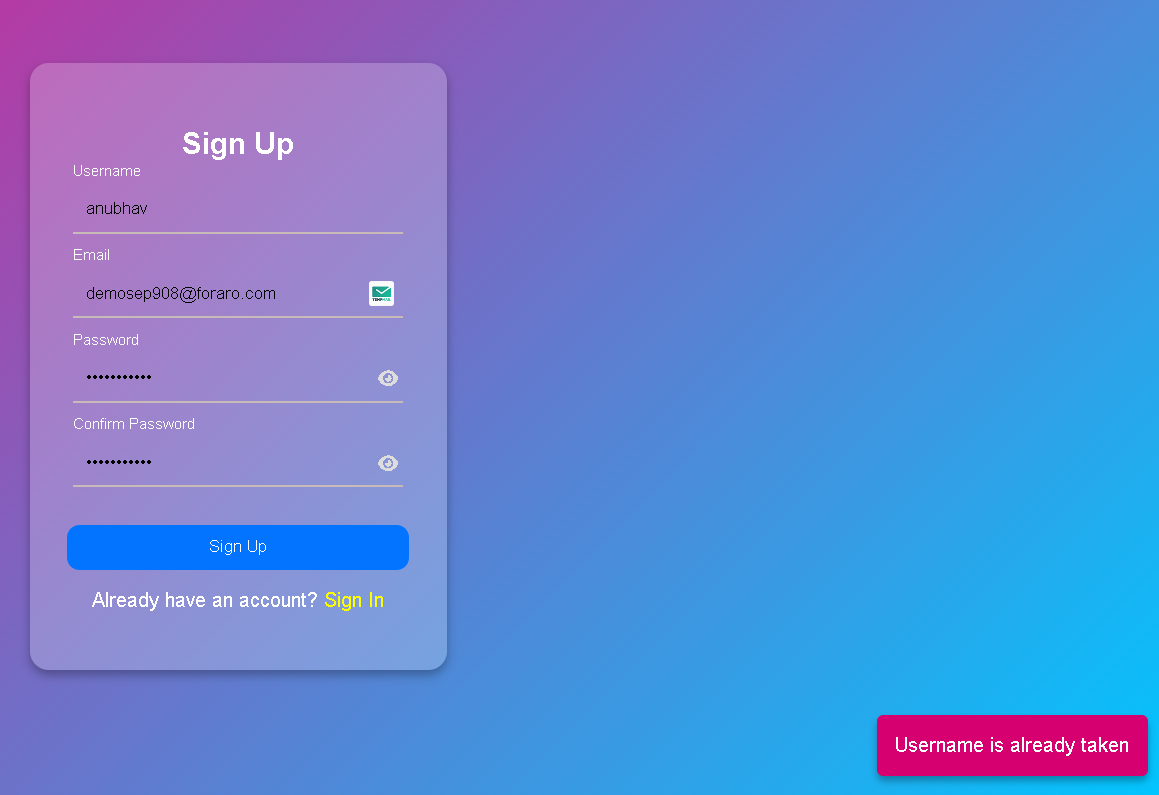 Sign Up
Username
anubhav
Email
demosep908@foraro.com
Password
•••••••••••
Confirm Password
•••••••••••
Sign Up
Already have an account? Sign In
Username is already taken